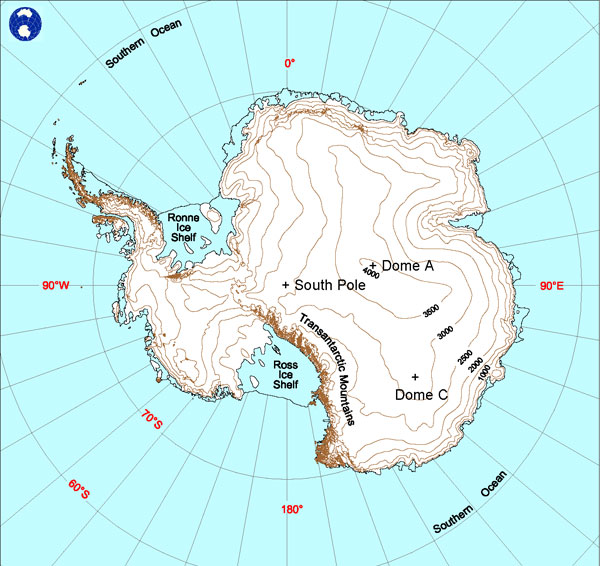 Southern Ocean
0°
Ronne
Ice
Shelf
Dome A
4000
90°W
South Pole
90°E
3500
Transantarctic Mountains
3000
2500
2000
1000
Ross
Ice
Shelf
Dome C
70°S
60°S
180°
Southern Ocean